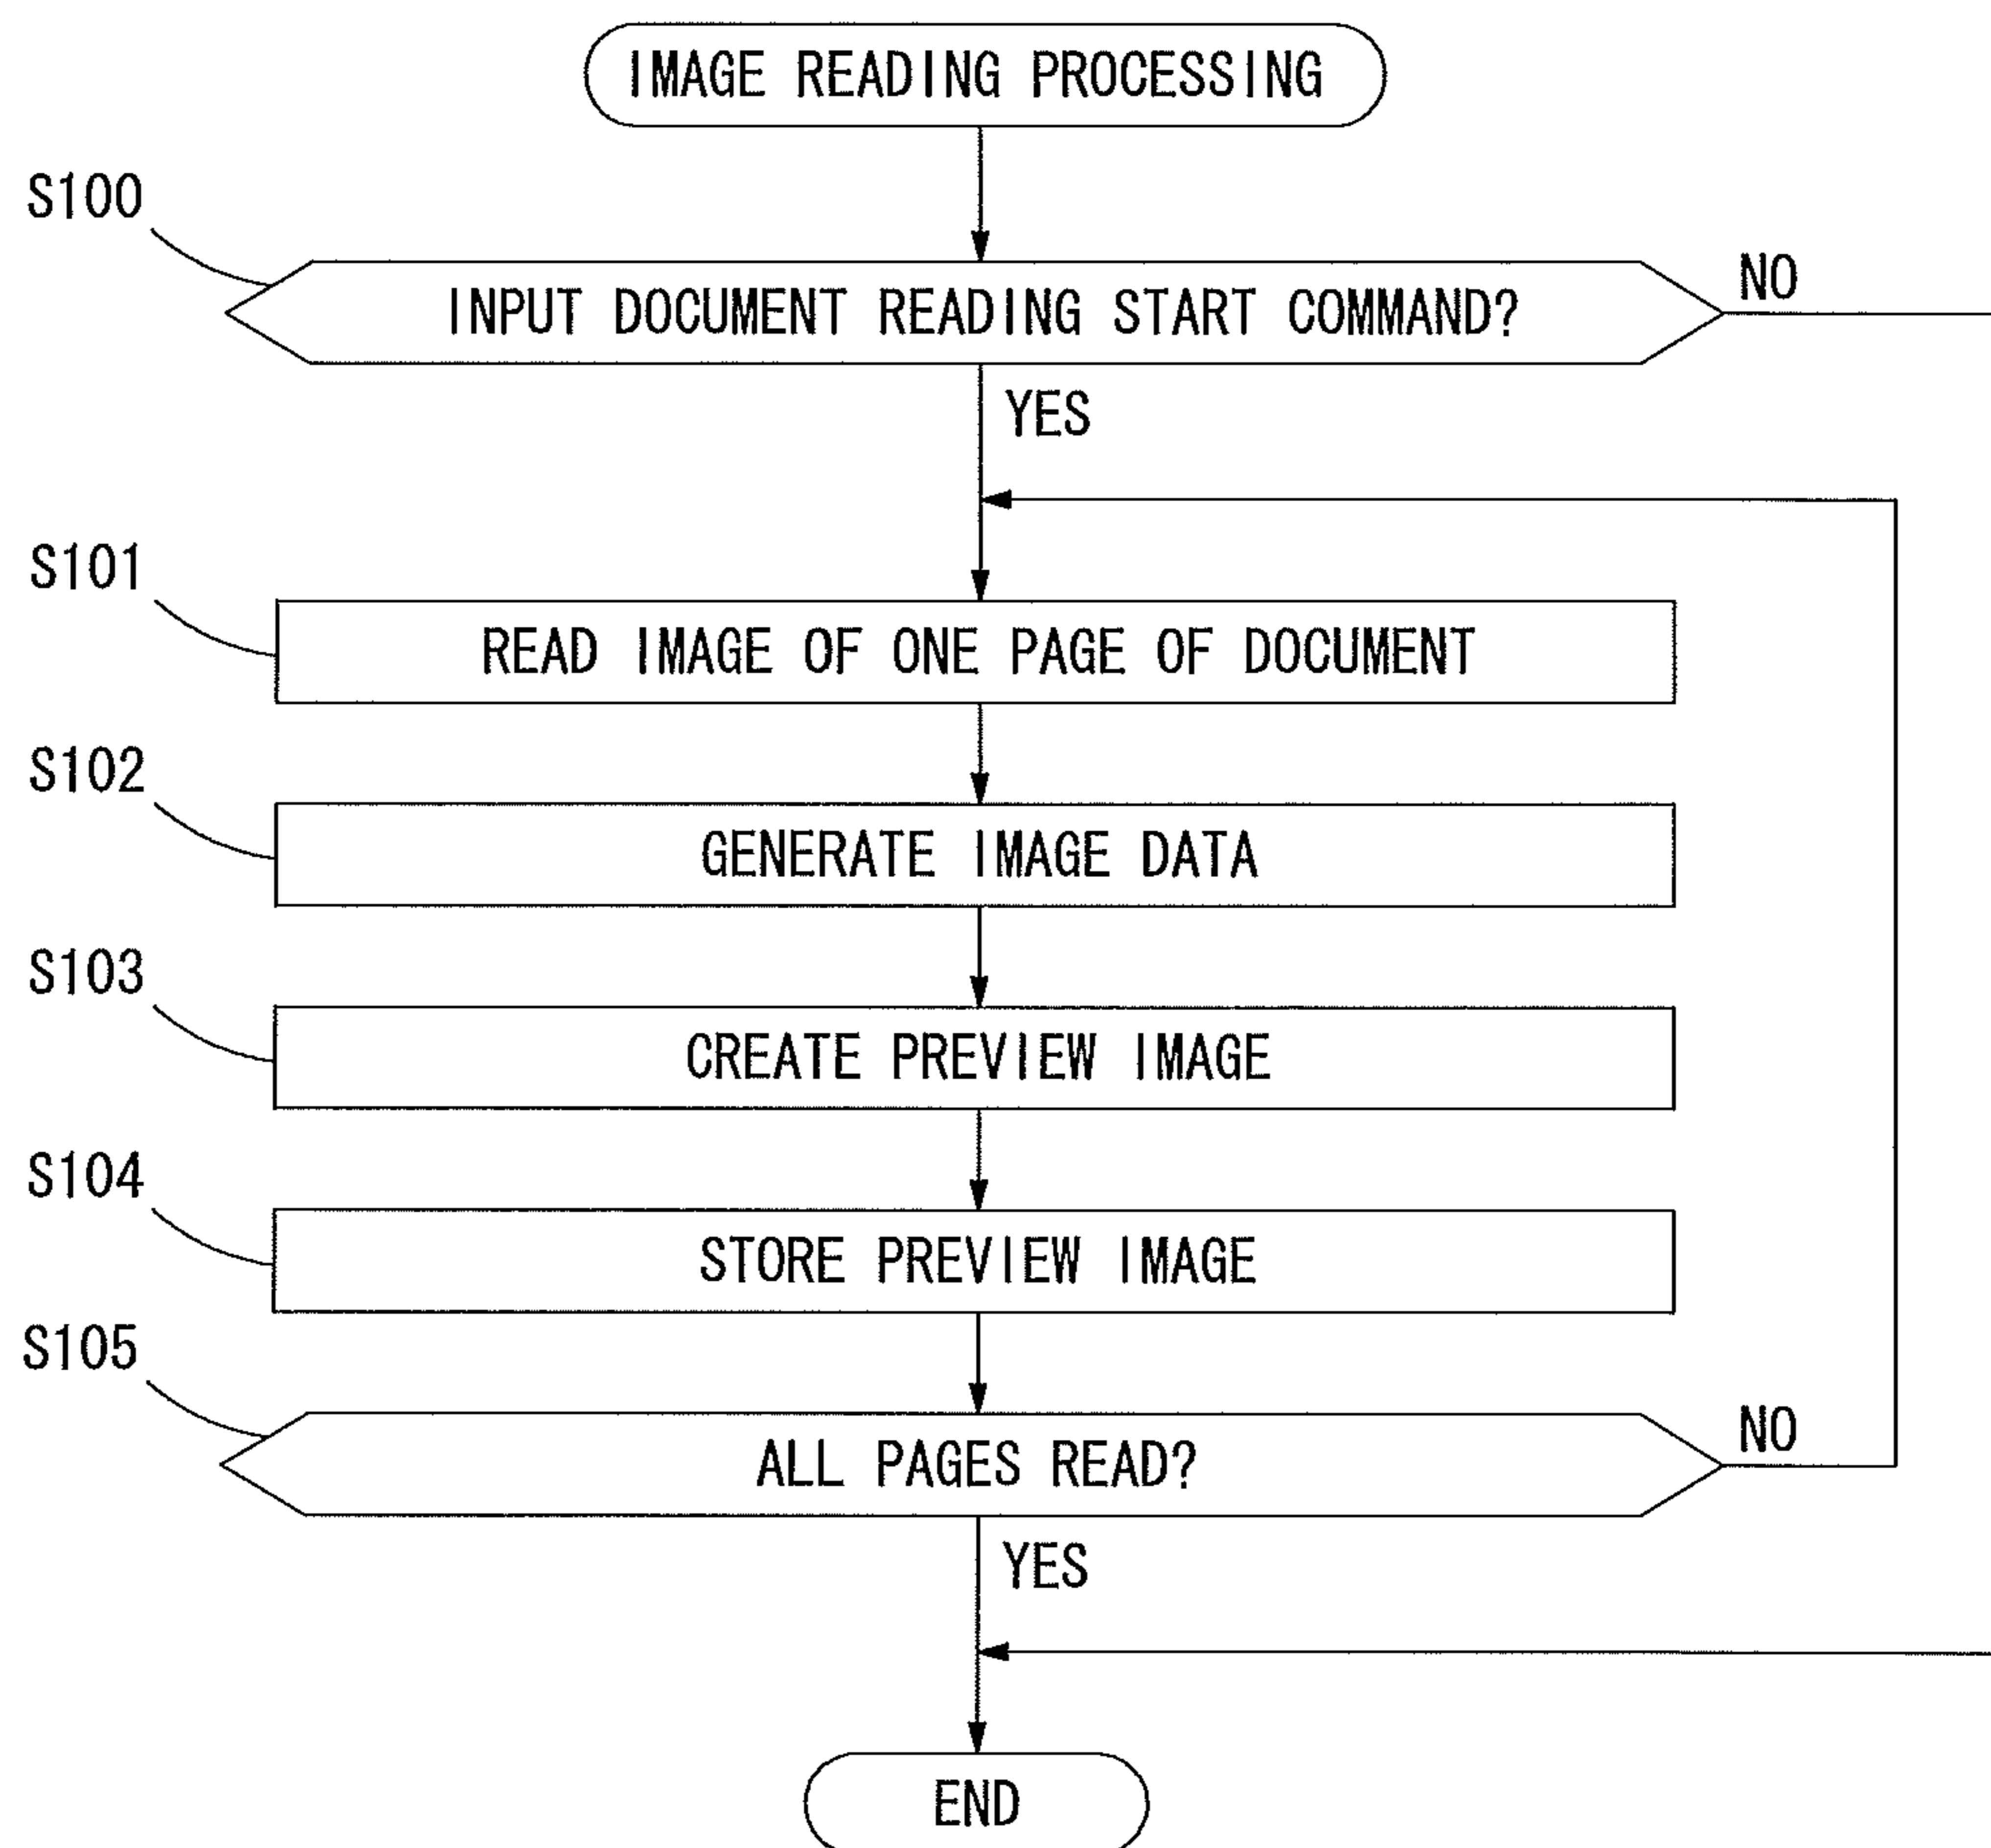 IMAGE READING PROCESSING
S100
INPUT DOCUMENT READING START COMMAND?
NO
YES
S101
READ IMAGE OF ONE PAGE OF DOCUMENT
S102
GENERATE IMAGE DATA
S103
CREATE PREVIEW IMAGE
S104
STORE PREVIEW IMAGE
S105
ALL PAGES READ?
NO
YES
END